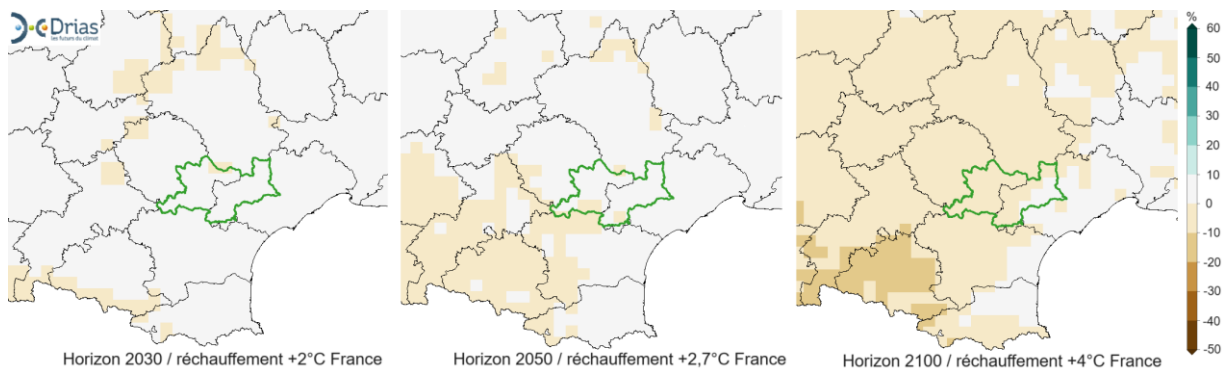 Drias
les futurs du climat
%
60
50
40
30
20
10
0
-10
-20
-30
-40
-50
Horizon 2030 / réchauffement +2°C France
Horizon 2050 / réchauffement +2,7°C France
Horizon 2100 / réchauffement +4°C France